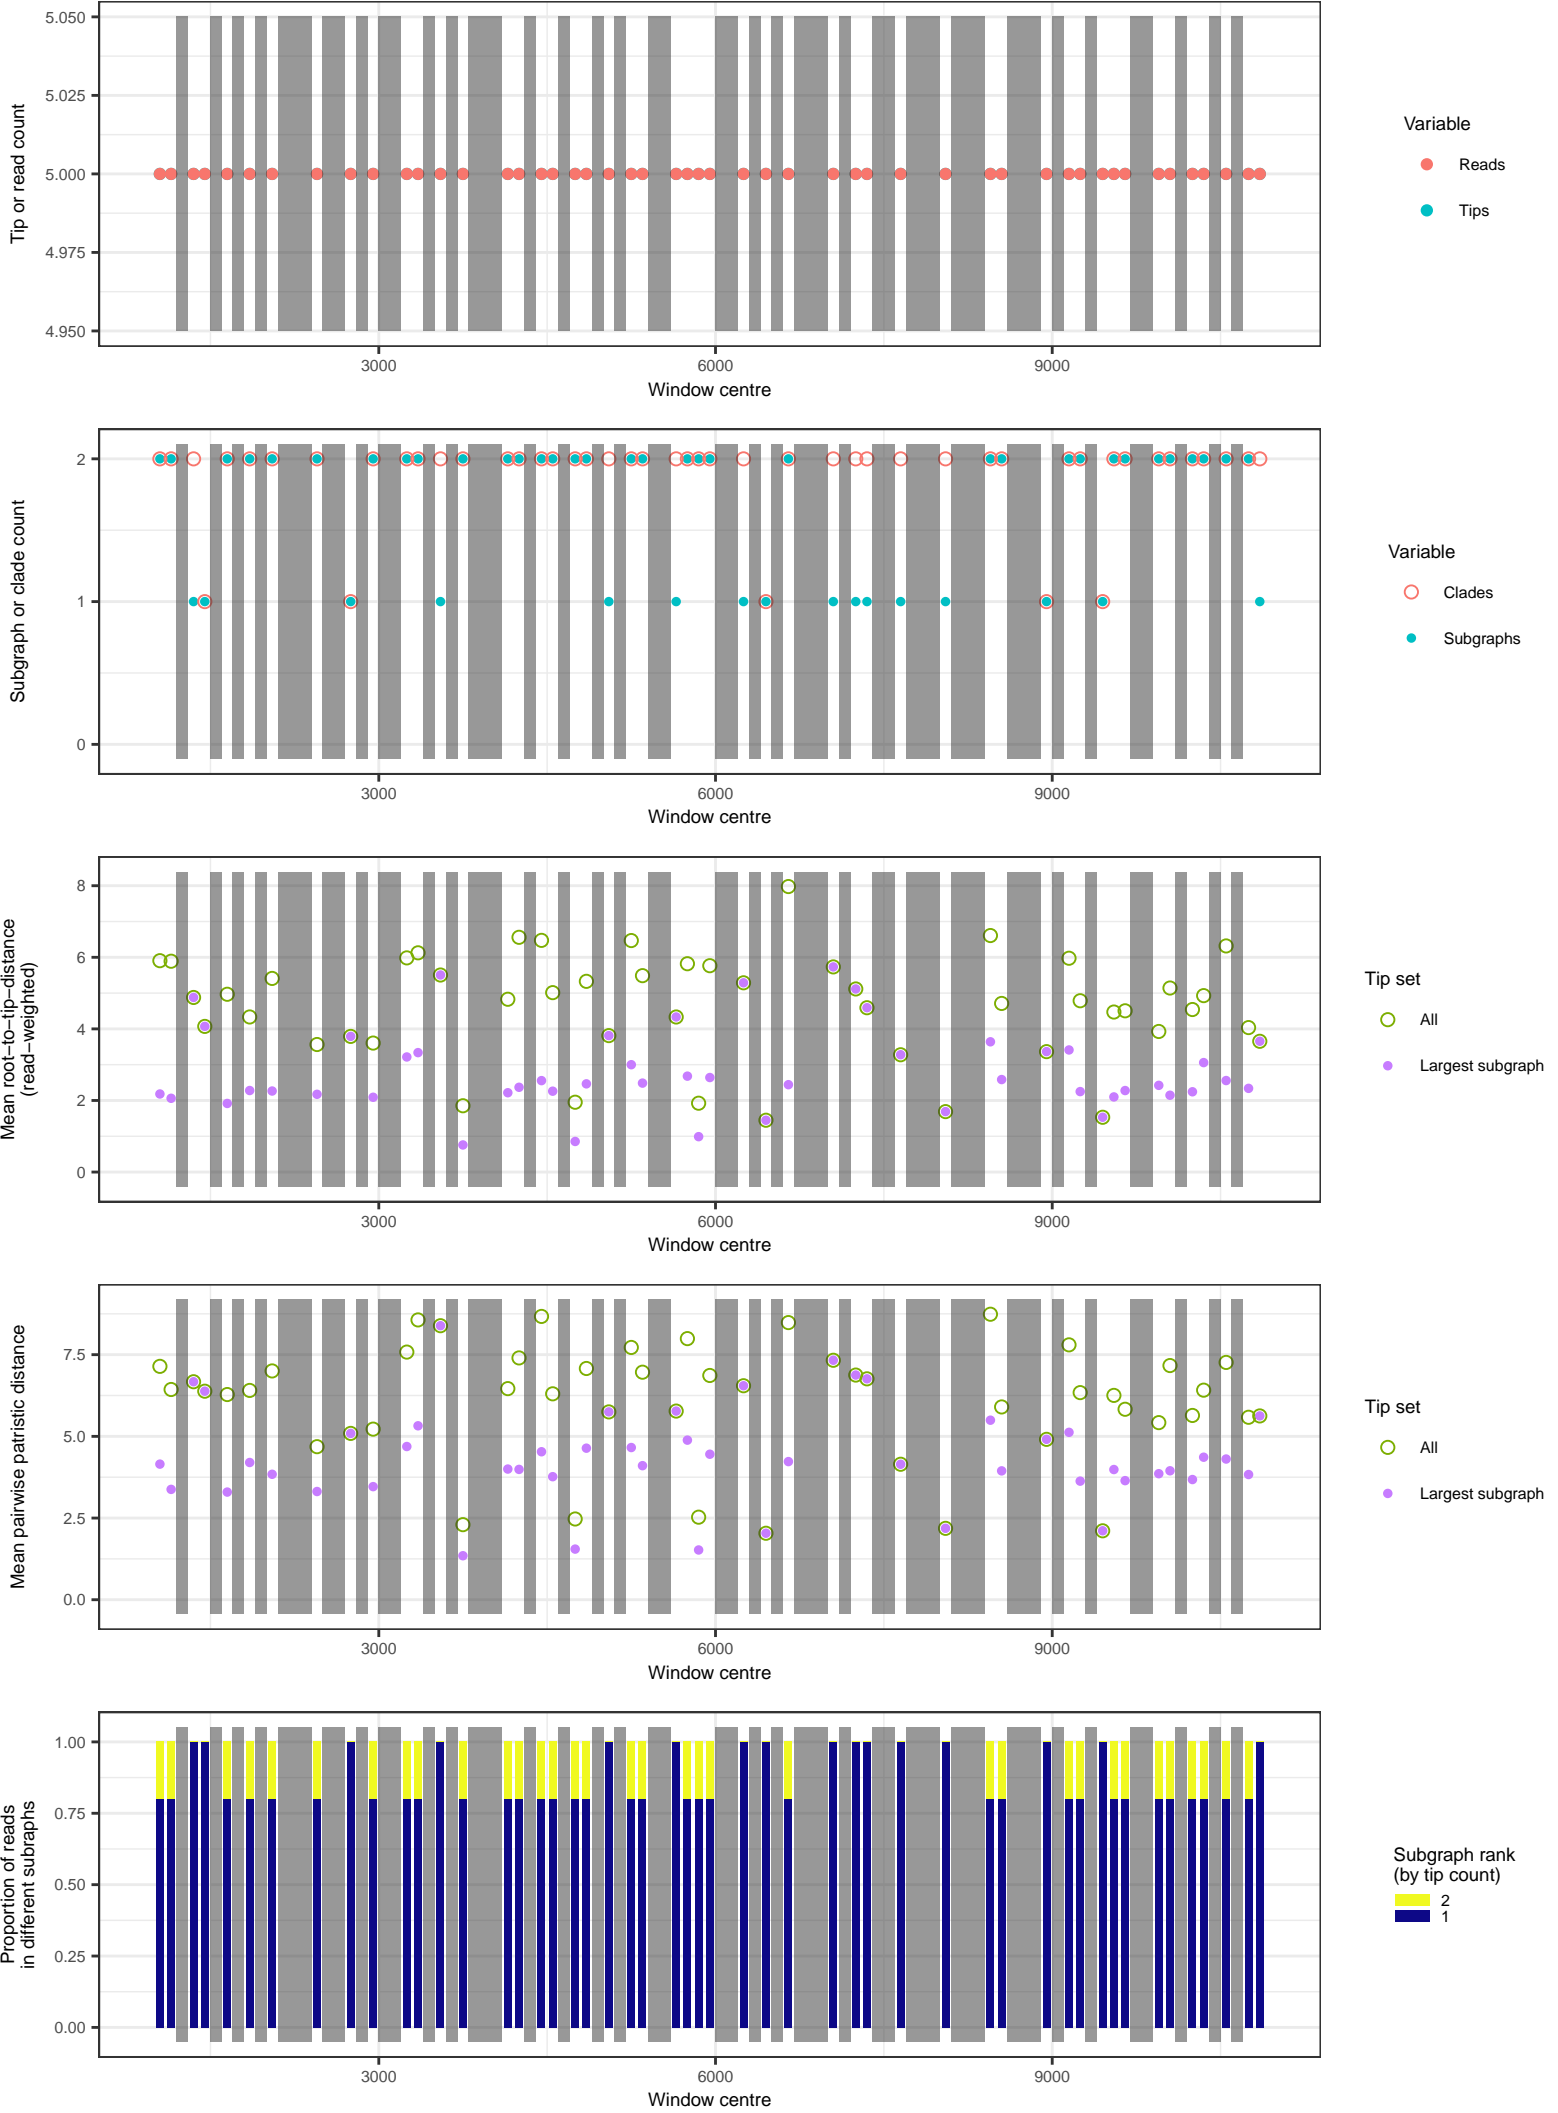 5.050
5.025
5.000
4.975
4.950
Tip or read count
3000 6000 9000
Window centre
Variable
Reads
Tips
2
1
0
Subgraph or clade count
3000 6000 9000
Window centre
Variable
Clades
Subgraphs
8
6
4
2
0
Mean root−to−tip−distance
(read−weighted)
3000 6000 9000
Window centre
Tip set
All
Largest subgraph
7.5
5.0
2.5
0.0
Mean pairwise patristic distance
3000 6000 9000
Window centre
Tip set
All
Largest subgraph
1.00
0.75
0.50
0.25
0.00
Proportion of reads
in different subraphs
3000 6000 9000
Window centre
Subgraph rank
(by tip count)
2
1